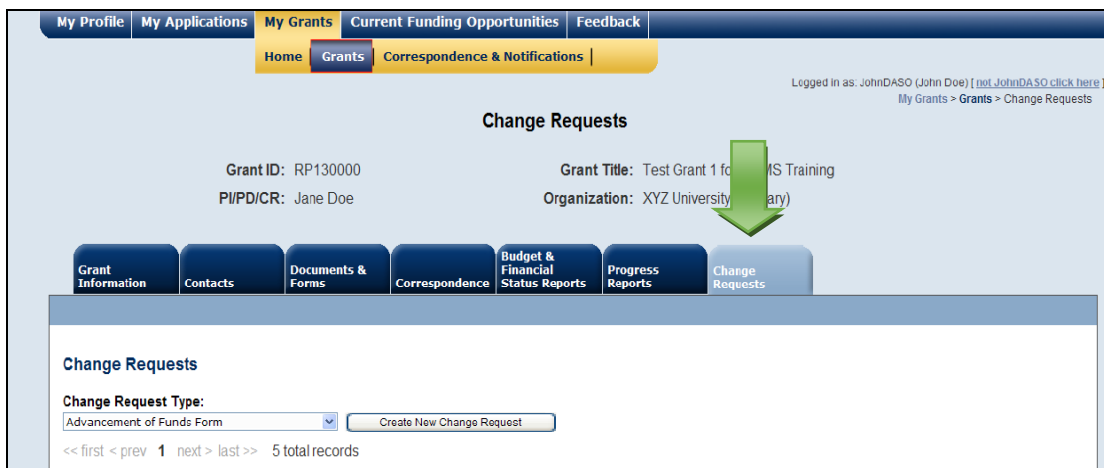 My Profile My Applications My Grants Current Funding Opportunities Feedback
Home Grants Correspondence & Notifications
Logged in as: JohnDASO (John Doe) [ not JohnDASO click here ]
My Grants > Grants > Change Requests
Change Requests
Grant ID: RP130000 Grant Title: Test Grant 1 MS Training
PI/PD/CR: Jane Doe Organization: XYZ University
Grant Information Contacts Documents & Forms Correspondence Budget & Financial Status Reports Progress Reports Change Requests
Change Requests
Change Request Type:
Advancement of Funds Form Create New Change Request
<< first < prev 1 next > last >> 5 total records